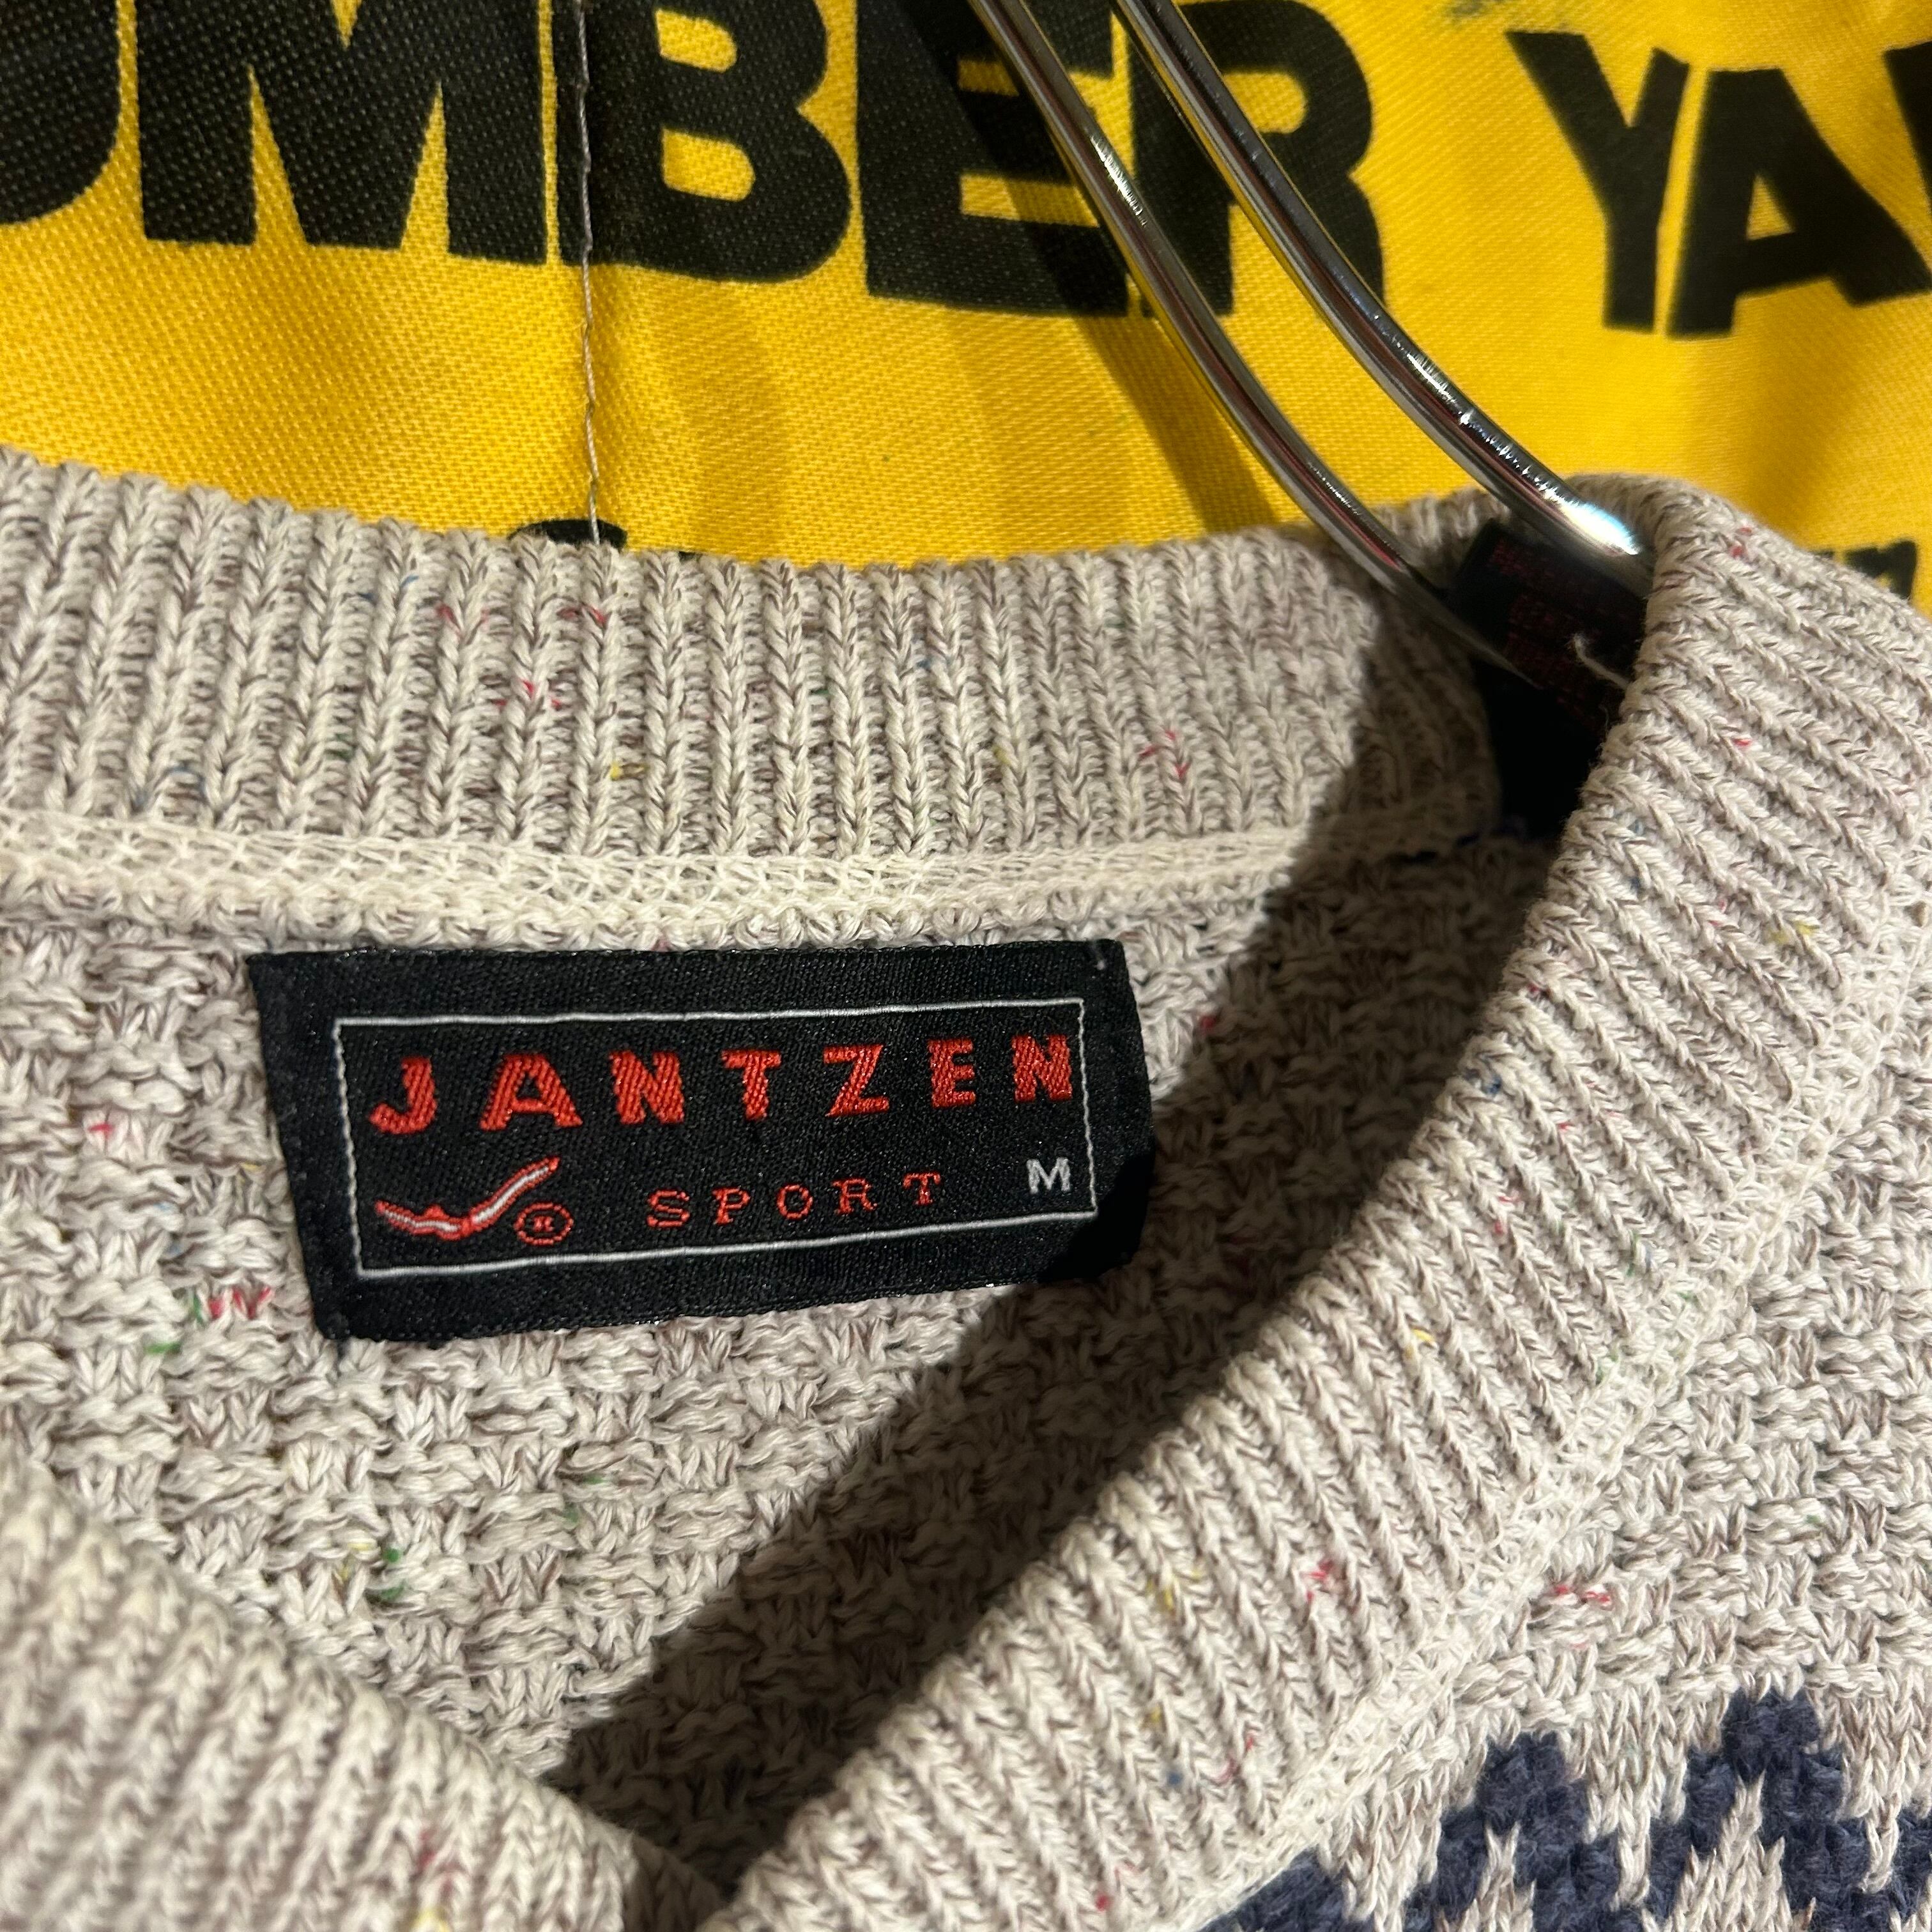 UMBER YA
JANTZEN
® SPORT M